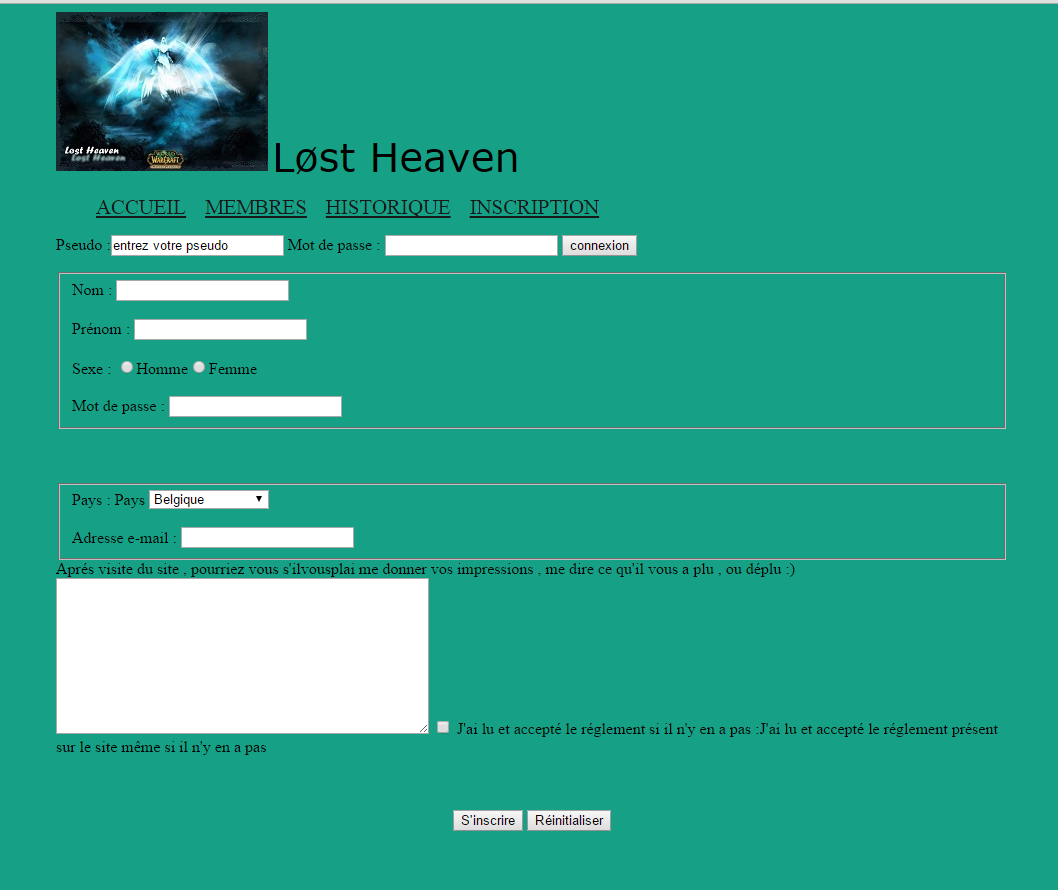 Lost Heaven
Lost Heaven
WARCRAFT
Løst Heaven
ACCUEIL MEMBRES HISTORIQUE INSCRIPTION
Pseudo : entrez votre pseudo Mot de passe : connexion
Nom :
Prénom :
Sexe : Homme Femme
Mot de passe :
Pays : Pays Belgique
Adresse e-mail :
Aprés visite du site , pourriez vous s'ilvousplai me donner vos impressions , me dire ce qu'il vous a plu , ou déplu :)
J'ai lu et accepté le réglement si il n'y en a pas :J'ai lu et accepté le réglement présent
sur le site même si il n'y en a pas
S'inscrire Réinitialiser